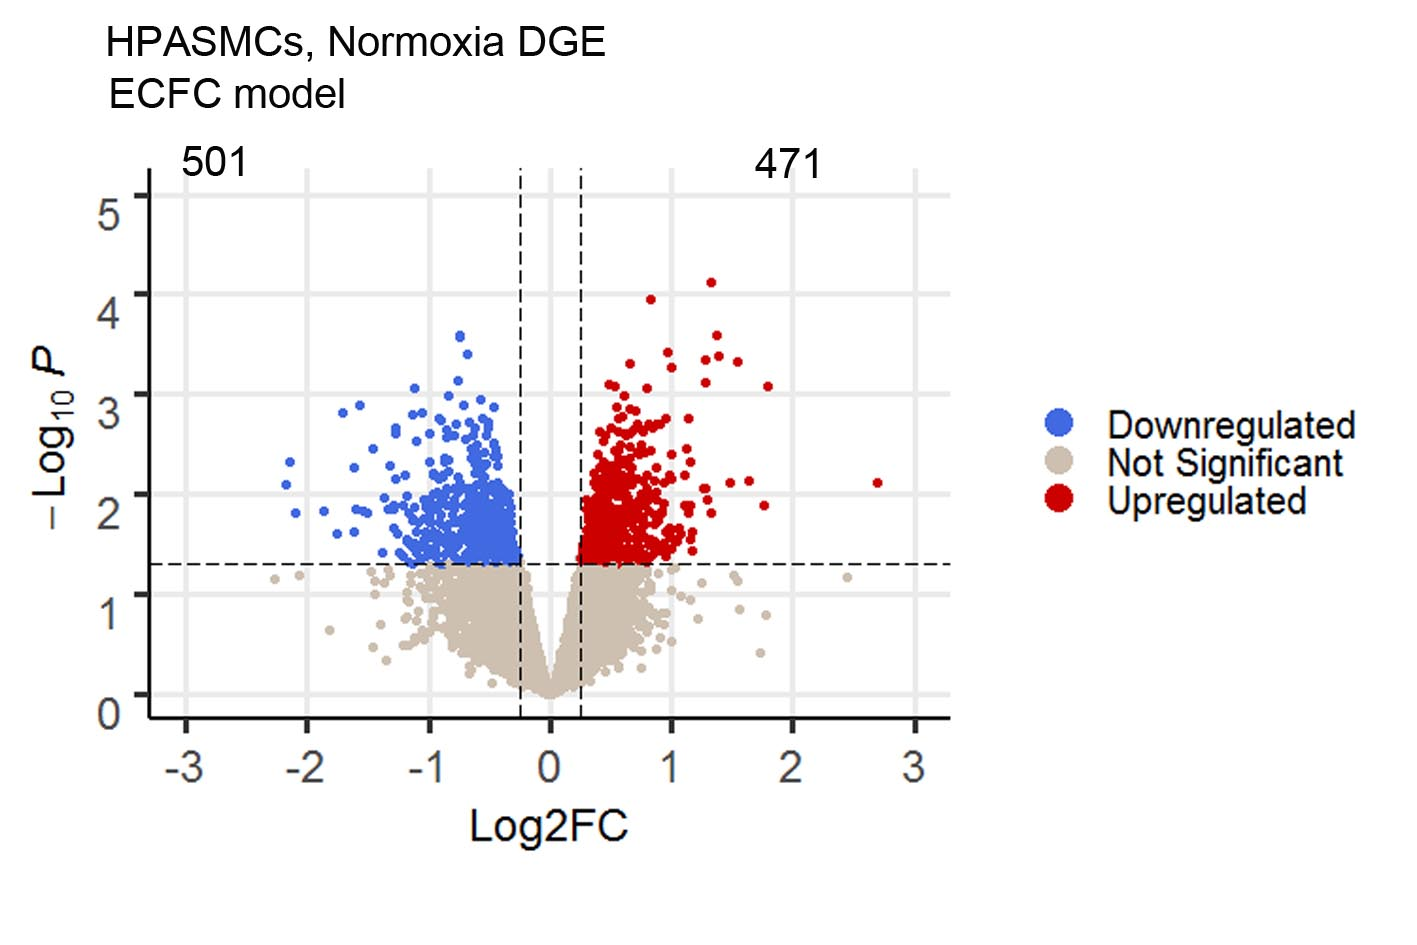 HPASMCs, Normoxia DGE
ECFC model
501
471
5
4
3
2
1
0
−Log10 P
-3 -2 -1 0 1 2 3
Log2FC
Downregulated
Not Significant
Upregulated